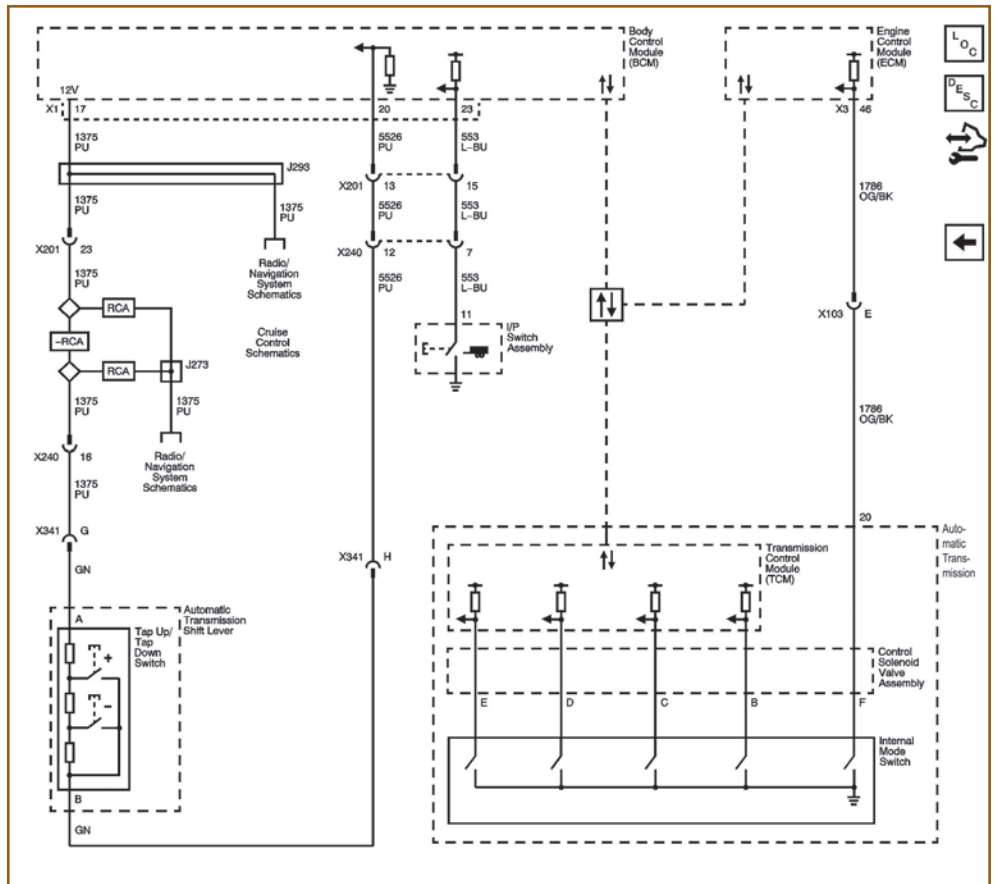 Body
Control
Module
(BCM)
Engine
Control
Module
(ECM)
L
O
C
D
E
S
C
12V
X1
17
20
23
X3
46
1375
PU
5526
PU
553
L-BU
1786
OG/BK
J293
X201
13
15
1375
PU
1375
PU
5526
PU
553
L-BU
X201
23
X240
12
7
Radio/
Navigation
System
Schematics
1375
PU
5526
PU
553
L-BU
RCA
Cruise
Control
Schematics
11
I/P
Switch
Assembly
X103
E
-RCA
RCA
J273
1375
PU
1375
PU
1786
OG/BK
X240
16
Radio/
Navigation
System
Schematics
1375
PU
X341
G
20
Auto-
matic
Trans-
mission
X341
H
Transmission
Control
Module
(TCM)
GN
Automatic
Transmission
Shift Lever
A
Tap Up/
Tap
Down
Switch
+
-
Control
Solenoid
Valve
Assembly
E
D
C
B
F
Internal
Mode
Switch
B
GN